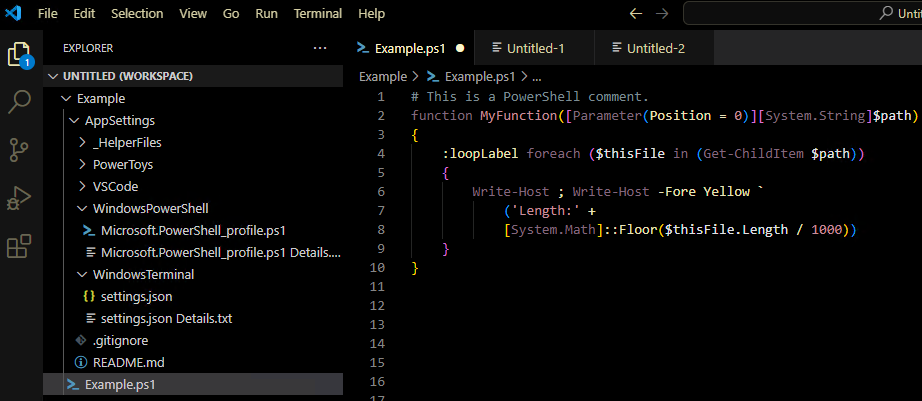 File Edit Selection View Go Run Terminal Help Unti
EXPLORER ...
1
UNTITLED (WORKSPACE)
Example
AppSettings
_HelperFiles
PowerToys
VSCode
WindowsPowerShell
Microsoft.PowerShell_profile.ps1
Microsoft.PowerShell_profile.ps1 Details....
WindowsTerminal
{} settings.json
settings.json Details.txt
.gitignore
README.md
Example.ps1
Example.ps1 Untitled-1 Untitled-2
Example > Example.ps1 > ...
1 # This is a PowerShell comment.
2 function MyFunction([Parameter(Position = 0)][System.String]$path)
3 {
4 :loopLabel foreach ($thisFile in (Get-ChildItem $path))
5 {
6 Write-Host ; Write-Host -Fore Yellow `
7 ('Length:' +
8 [System.Math]::Floor($thisFile.Length / 1000))
9 }
10 }
11
12
13
14
15
16
17